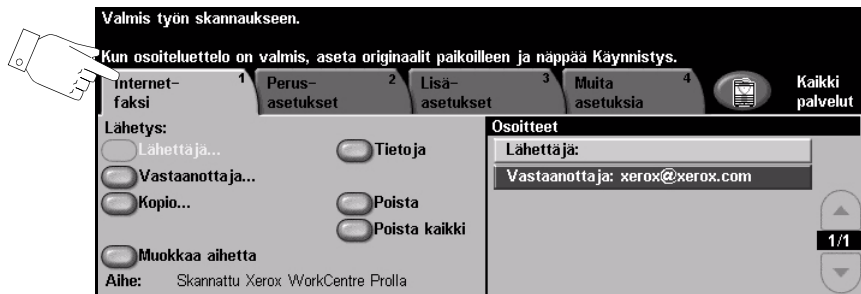 Valmis työn skannaukseen.
Kun osoiteluettelo on valmis, aseta originaalit paikoilleen ja näppää Käynnistys.
Internet- 1 Perus- 2 Lisä- 3 Muita 4 Kaikki
faksi asetukset asetukset asetuksia palvelut
Lähetys: Osoitteet
Lähettäjä... Tietoja Lähettäjä:
Vastaanottaja... Vastaanottaja: xerox@xerox.com
Kopio... Poista
Poista kaikki 1/1
Muokkaa aihetta
Aihe: Skannattu Xerox WorkCentre Prolla